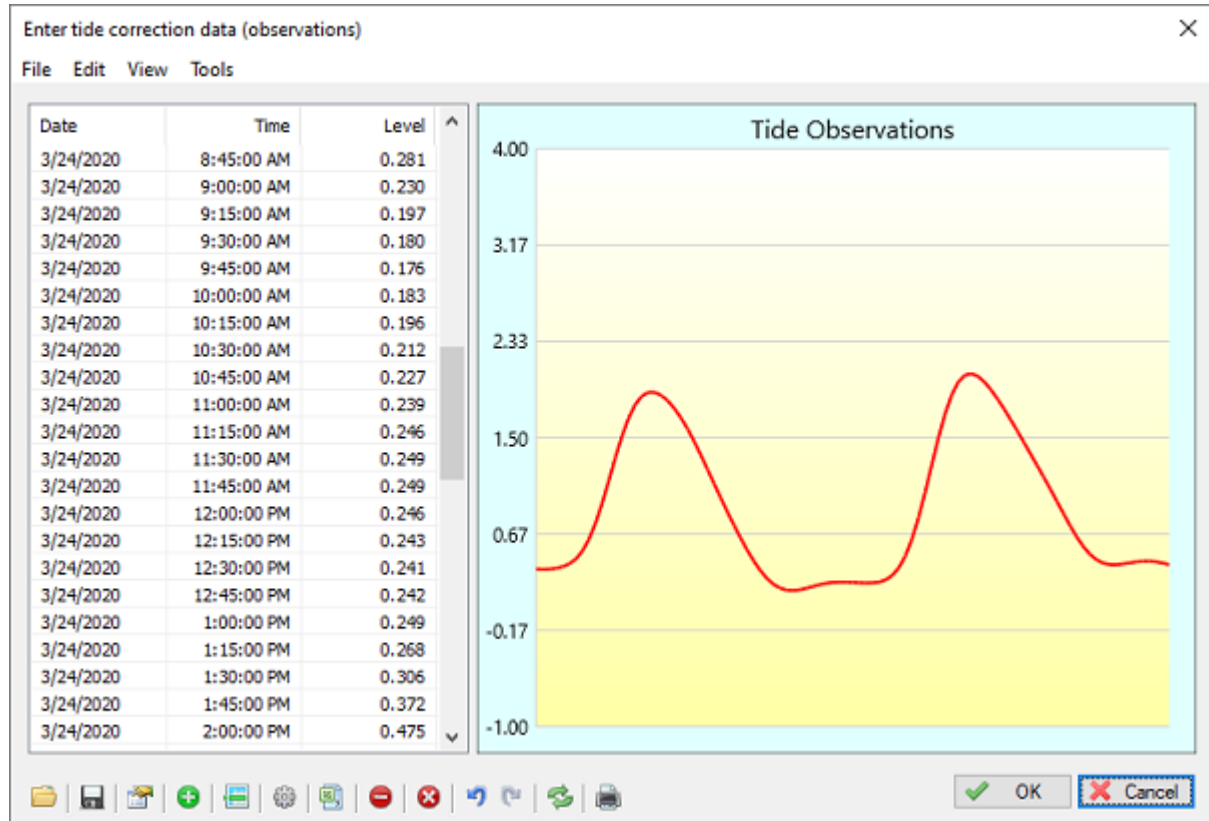 Enter tide correction data (observations)
File Edit View Tools
Date Time Level
3/24/2020 8:45:00 AM 0.281
3/24/2020 9:00:00 AM 0.230
3/24/2020 9:15:00 AM 0.197
3/24/2020 9:30:00 AM 0.180
3/24/2020 9:45:00 AM 0.176
3/24/2020 10:00:00 AM 0.183
3/24/2020 10:15:00 AM 0.196
3/24/2020 10:30:00 AM 0.212
3/24/2020 10:45:00 AM 0.227
3/24/2020 11:00:00 AM 0.239
3/24/2020 11:15:00 AM 0.246
3/24/2020 11:30:00 AM 0.249
3/24/2020 11:45:00 AM 0.249
3/24/2020 12:00:00 PM 0.246
3/24/2020 12:15:00 PM 0.243
3/24/2020 12:30:00 PM 0.241
3/24/2020 12:45:00 PM 0.242
3/24/2020 1:00:00 PM 0.249
3/24/2020 1:15:00 PM 0.268
3/24/2020 1:30:00 PM 0.306
3/24/2020 1:45:00 PM 0.372
3/24/2020 2:00:00 PM 0.475
Tide Observations
4.00
3.17
2.33
1.50
0.67
-0.17
-1.00
OK Cancel